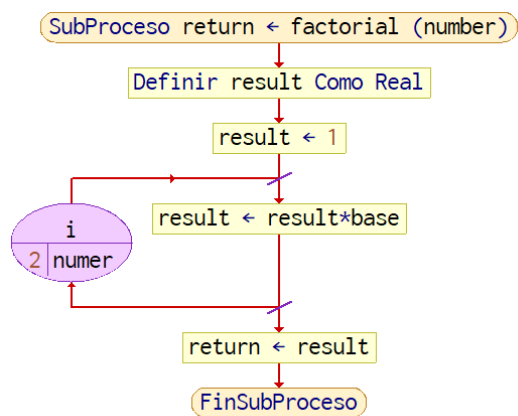 SubProceso return ← factorial (number)
Definir result Como Real
result ← 1
result ← result*base
i
2 numer
return ← result
FinSubProceso